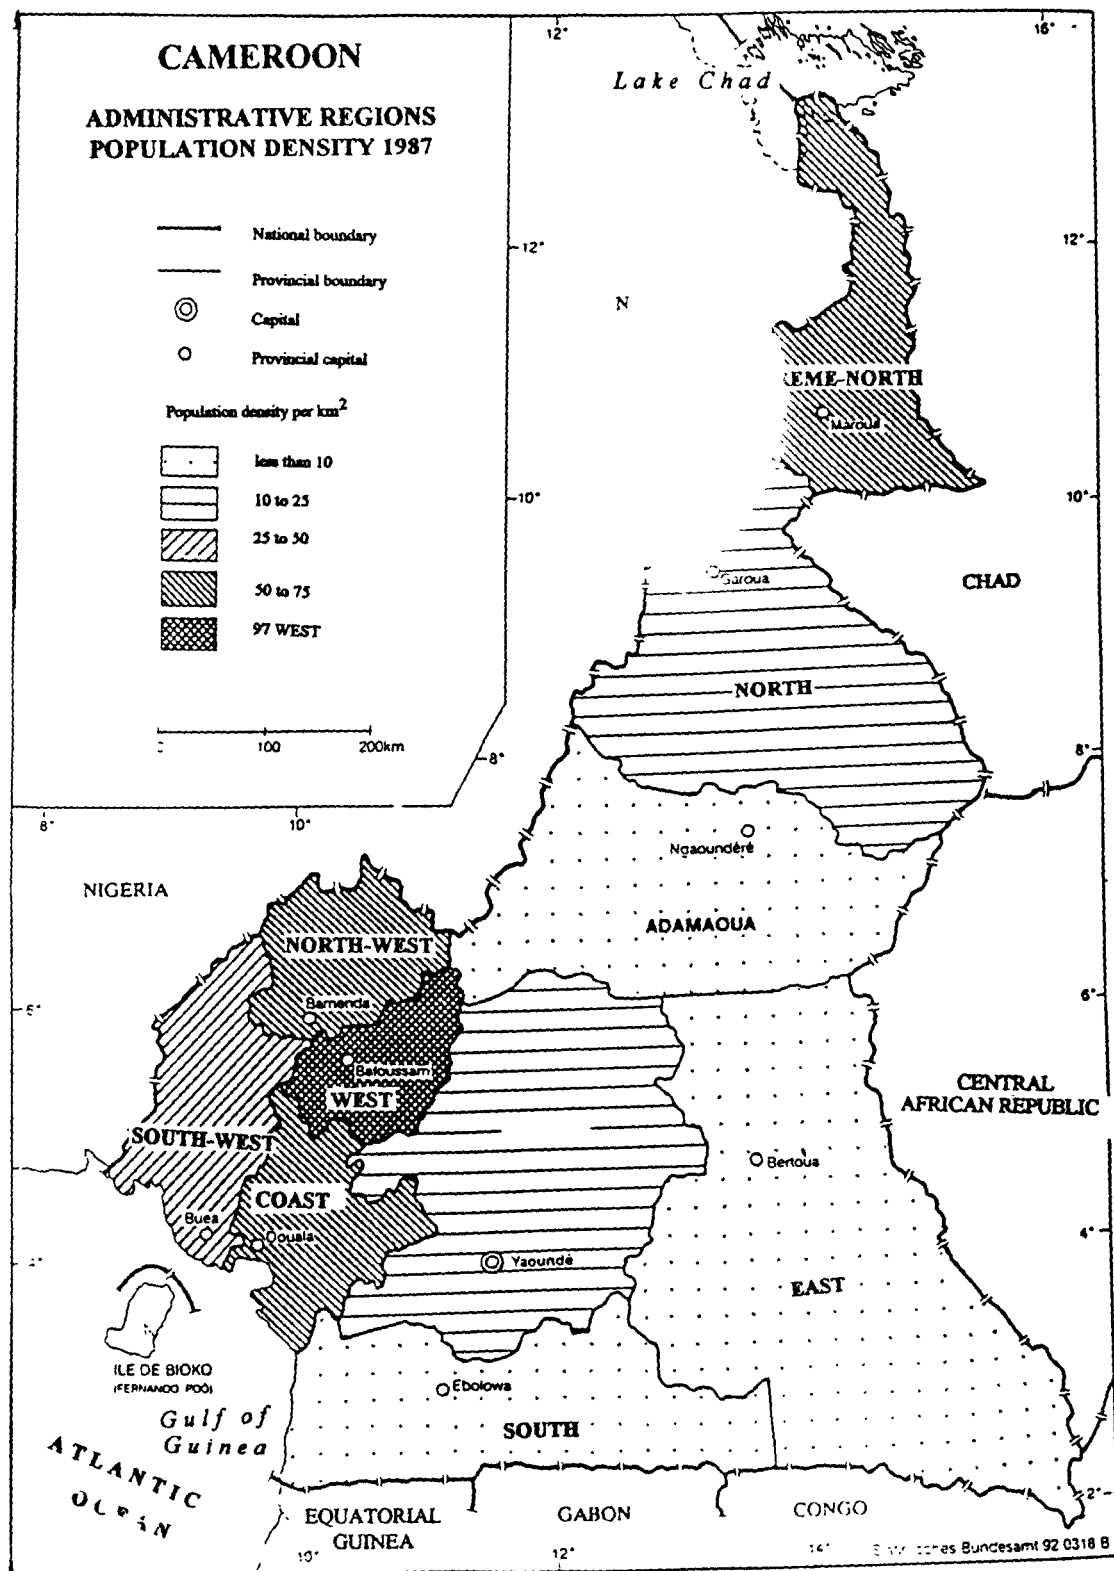 CAMEROON
ADMINISTRATIVE REGIONS
POPULATION DENSITY 1987
National boundary
Provincial boundary
Capital
Provincial capital
Population density per km2
less than 10
10 to 25
25 to 50
50 to 75
97 WEST
100
200km
12°
16°
Lake Chad
12°
12°
N
EME-NORTH
Maroua
10°
10°
Garoua
CHAD
NORTH
8°
8°
8°
10°
Ngaoundéré
NIGERIA
ADAMAOUA
NORTH-WEST
Bamenda
6°
Bafoussam
WEST
CENTRAL
AFRICAN REPUBLIC
SOUTH-WEST
Bertoua
COAST
Buea
Douala
4°
Yaoundé
EAST
ILE DE BIOKO
(FERNANDO POO)
Ebolowa
Gulf of
Guinea
SOUTH
ATLANTIC
2°
EQUATORIAL
GUINEA
GABON
CONGO
10°
12°
14°
Bundesamt 92 0318 B